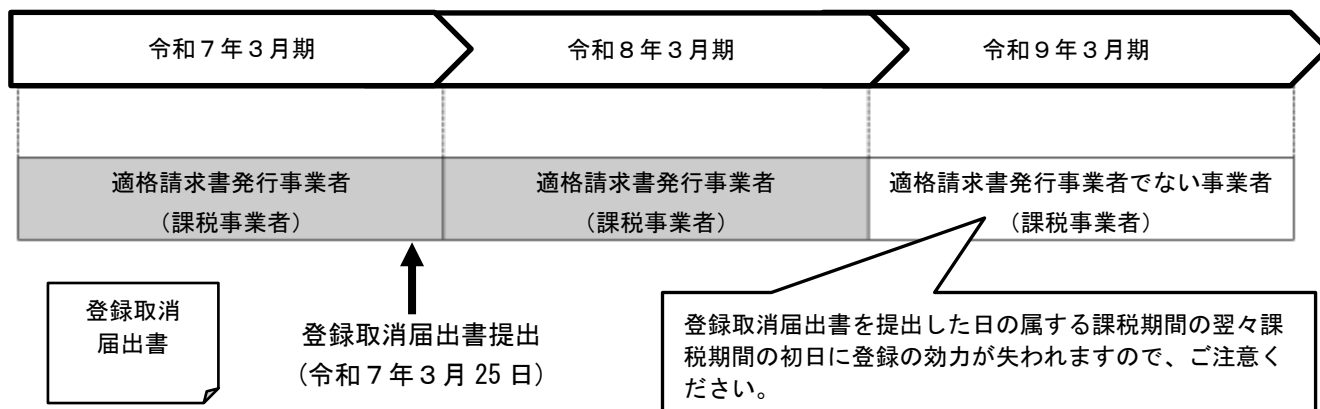 令和７年３月期
令和８年３月期
令和９年３月期
適格請求書発行事業者
（課税事業者）
適格請求書発行事業者
（課税事業者）
適格請求書発行事業者でない事業者
（課税事業者）
登録取消
届出書
登録取消届出書提出
（令和７年３月25日）
登録取消届出書を提出した日の属する課税期間の翌々課
税期間の初日に登録の効力が失われますので、ご注意く
ださい。